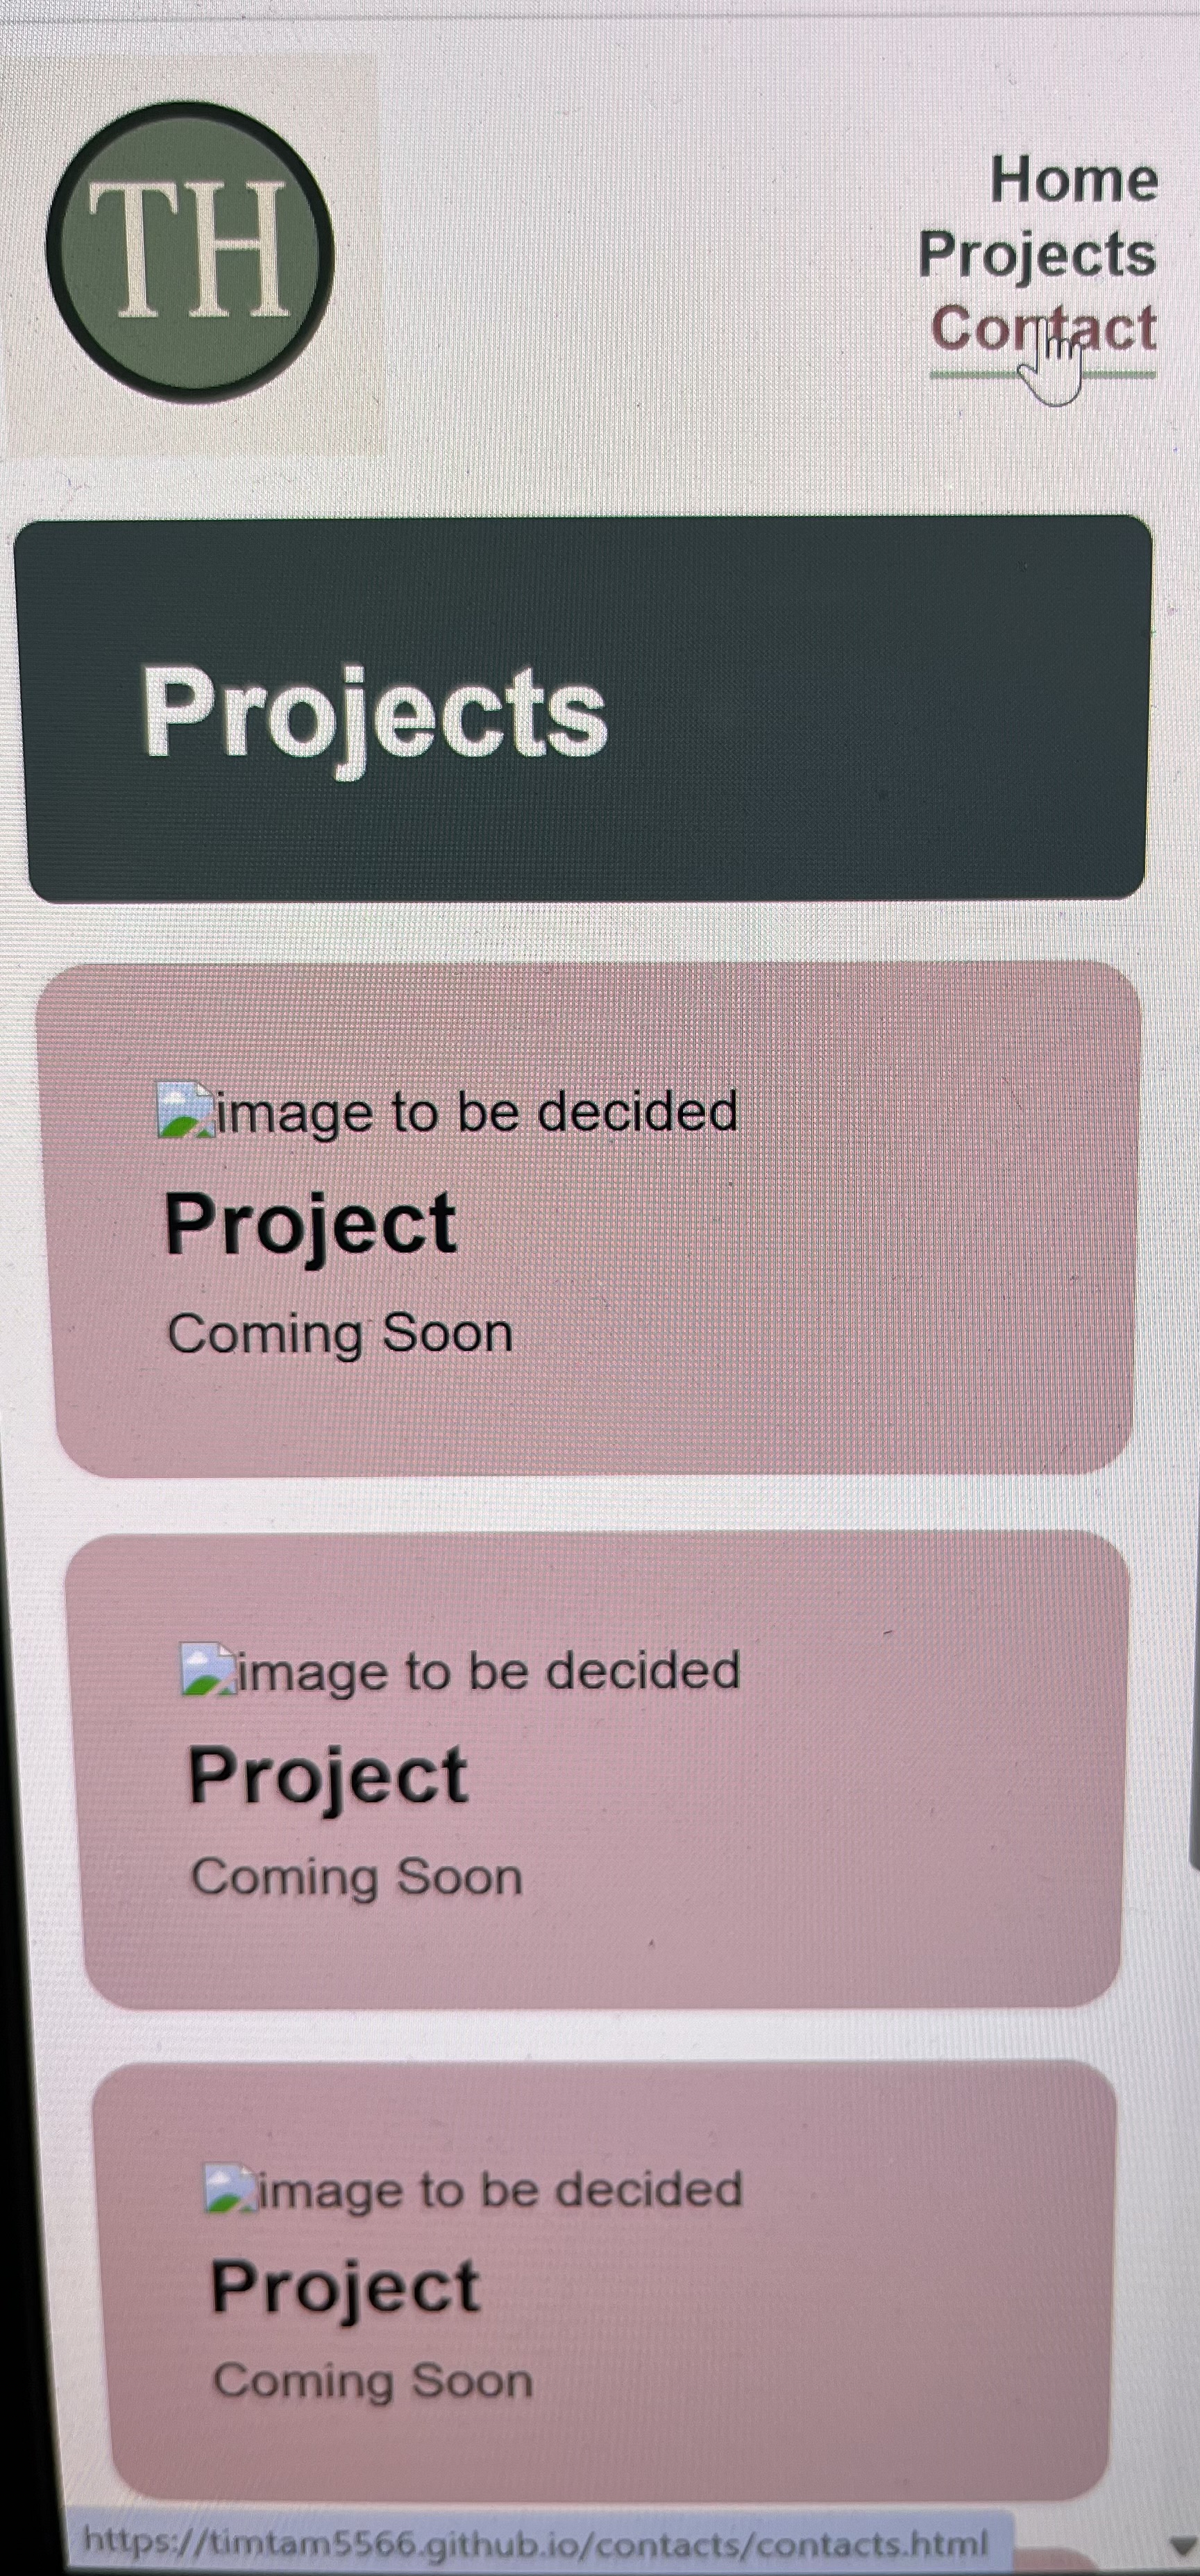 TH
Home
Projects
Contact
Projects
image to be decided
Project
Coming Soon
image to be decided
Project
Coming Soon
image to be decided
Project
Coming Soon
https://timtam5566.github.io/contacts/contacts.html